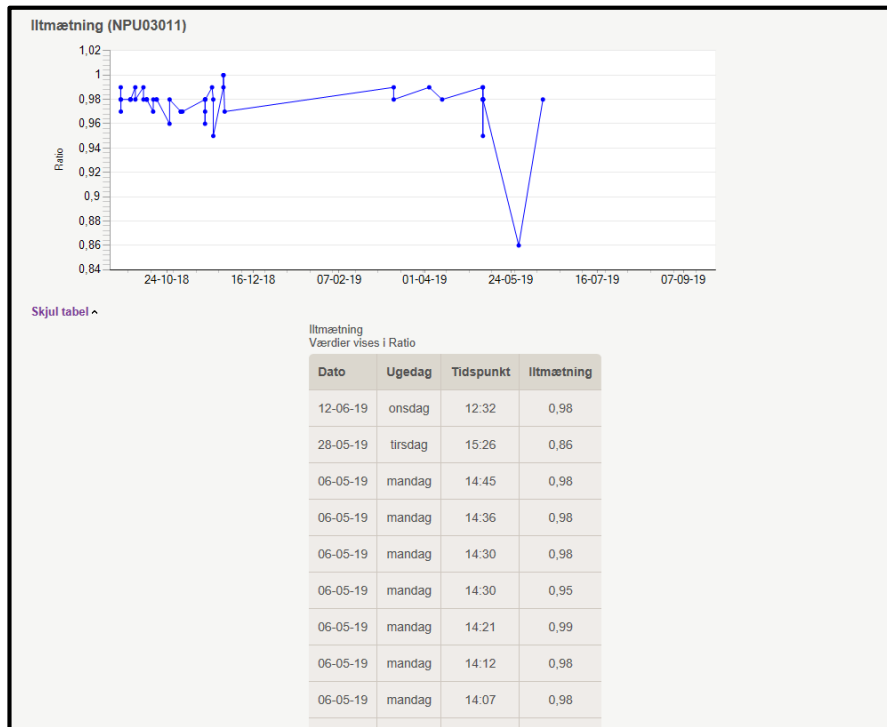 Iltmætning (NPU03011)
1,02
1
0,98
0,96
0,94
0,92
0,9
0,88
0,86
0,84
Ratio
24-10-18 16-12-18 07-02-19 01-04-19 24-05-19 16-07-19 07-09-19
Skjul tabel
Iltmætning
Værdier vises i Ratio
Dato Ugedag Tidspunkt Iltmætning
12-06-19 onsdag 12:32 0,98
28-05-19 tirsdag 15:26 0,86
06-05-19 mandag 14:45 0,98
06-05-19 mandag 14:36 0,98
06-05-19 mandag 14:30 0,98
06-05-19 mandag 14:30 0,95
06-05-19 mandag 14:21 0,99
06-05-19 mandag 14:12 0,98
06-05-19 mandag 14:07 0,98